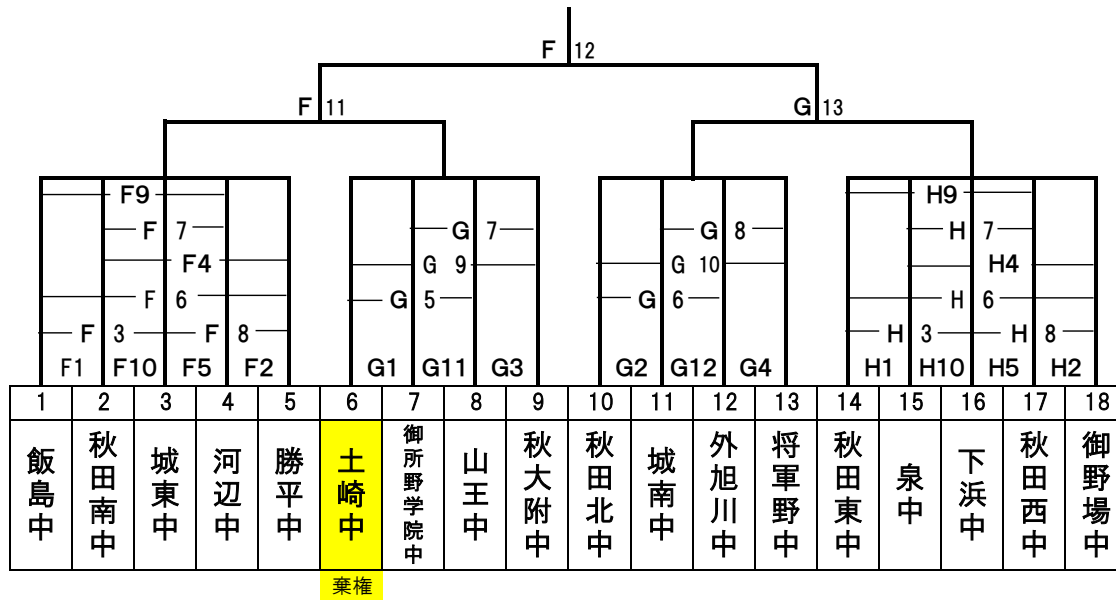 F 12
F 11 G 13
F9 H9
F 7 G 7 G 8 H 7
F4 G 9 G 10 H4
F 6 G 5 G 6 H 6
F 3 F 8 H 3 H 8
F1 F10 F5 F2 G1 G11 G3 G2 G12 G4 H1 H10 H5 H2
1 2 3 4 5 6 7 8 9 10 11 12 13 14 15 16 17 18
飯島中
秋田南中
城東中
河辺中
勝平中
土崎中
御所野学院中
山王中
秋大附中
秋田北中
城南中
外旭川中
将軍野中
秋田東中
泉中
下浜中
秋田西中
御野場中
棄権